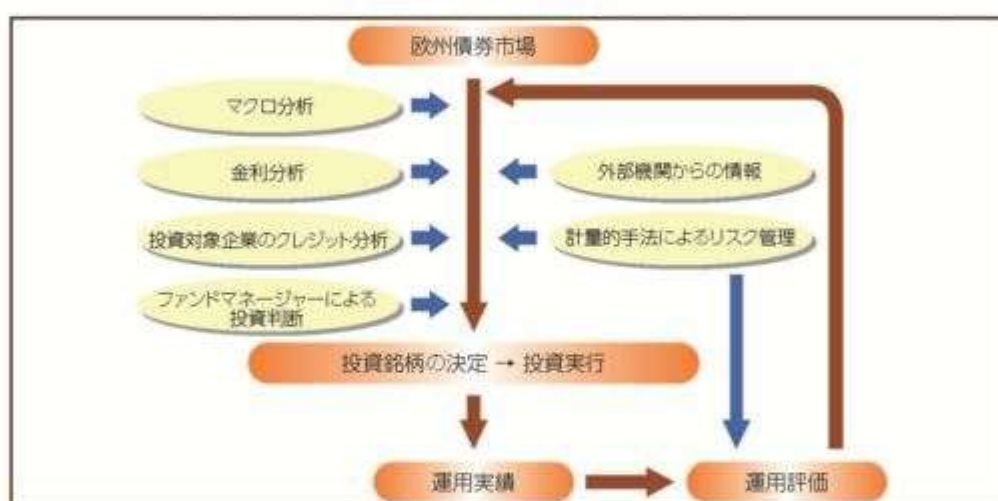 欧州債券市場
マクロ分析
金利分析
外部機関からの情報
投資対象企業のクレジット分析
計量的手法によるリスク管理
ファンドマネージャーによる
投資判断
投資銘柄の決定 → 投資実行
運用実績
運用評価